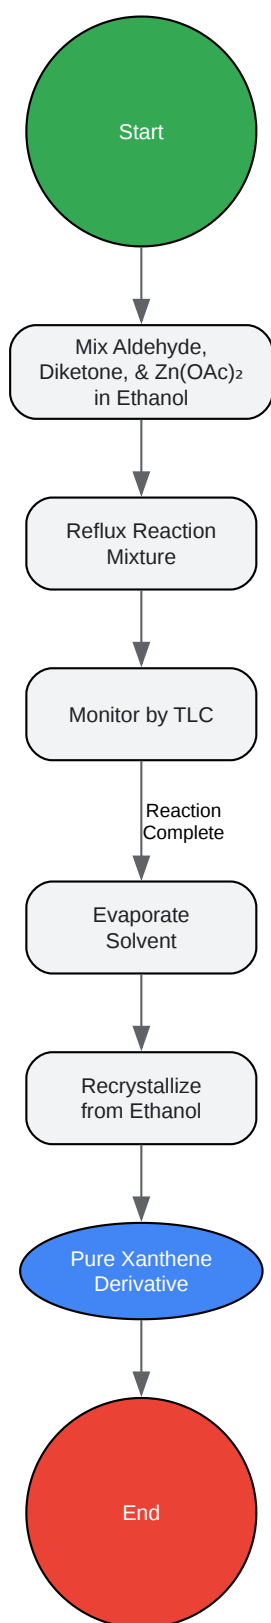 Start
Mix Aldehyde,
Diketone, & Zn(OAc)₂
in Ethanol
Reflux Reaction
Mixture
Monitor by TLC
Reaction
Complete
Evaporate
Solvent
Recrystallize
from Ethanol
Pure Xanthene
Derivative
End